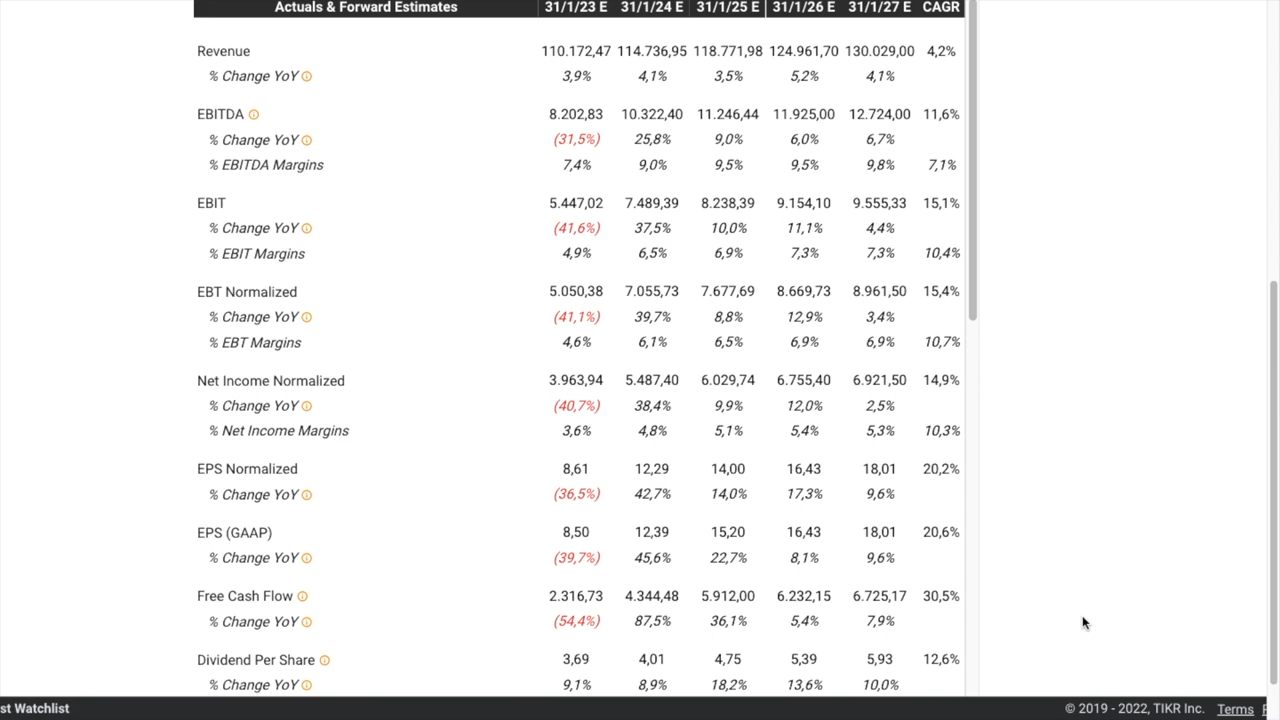 Actuals & Forward Estimates 31/1/23 E 31/1/24 E 31/1/25 E 31/1/26 E 31/1/27 E CAGR
Revenue 110.172,47 114.736,95 118.771,98 124.961,70 130.029,00 4,2%
% Change YoY 3,9% 4,1% 3,5% 5,2% 4,1%
EBITDA 8.202,83 10.322,40 11.246,44 11.925,00 12.724,00 11,6%
% Change YoY (31,5%) 25,8% 9,0% 6,0% 6,7%
% EBITDA Margins 7,4% 9,0% 9,5% 9,5% 9,8% 7,1%
EBIT 5.447,02 7.489,39 8.238,39 9.154,10 9.555,33 15,1%
% Change YoY (41,6%) 37,5% 10,0% 11,1% 4,4%
% EBIT Margins 4,9% 6,5% 6,9% 7,3% 7,3% 10,4%
EBT Normalized 5.050,38 7.055,73 7.677,69 8.669,73 8.961,50 15,4%
% Change YoY (41,1%) 39,7% 8,8% 12,9% 3,4%
% EBT Margins 4,6% 6,1% 6,5% 6,9% 6,9% 10,7%
Net Income Normalized 3.963,94 5.487,40 6.029,74 6.755,40 6.921,50 14,9%
% Change YoY (40,7%) 38,4% 9,9% 12,0% 2,5%
% Net Income Margins 3,6% 4,8% 5,1% 5,4% 5,3% 10,3%
EPS Normalized 8,61 12,29 14,00 16,43 18,01 20,2%
% Change YoY (36,5%) 42,7% 14,0% 17,3% 9,6%
EPS (GAAP) 8,50 12,39 15,20 16,43 18,01 20,6%
% Change YoY (39,7%) 45,6% 22,7% 8,1% 9,6%
Free Cash Flow 2.316,73 4.344,48 5.912,00 6.232,15 6.725,17 30,5%
% Change YoY (54,4%) 87,5% 36,1% 5,4% 7,9%
Dividend Per Share 3,69 4,01 4,75 5,39 5,93 12,6%
% Change YoY 9,1% 8,9% 18,2% 13,6% 10,0%
st Watchlist © 2019 - 2022, TIKR Inc. Terms